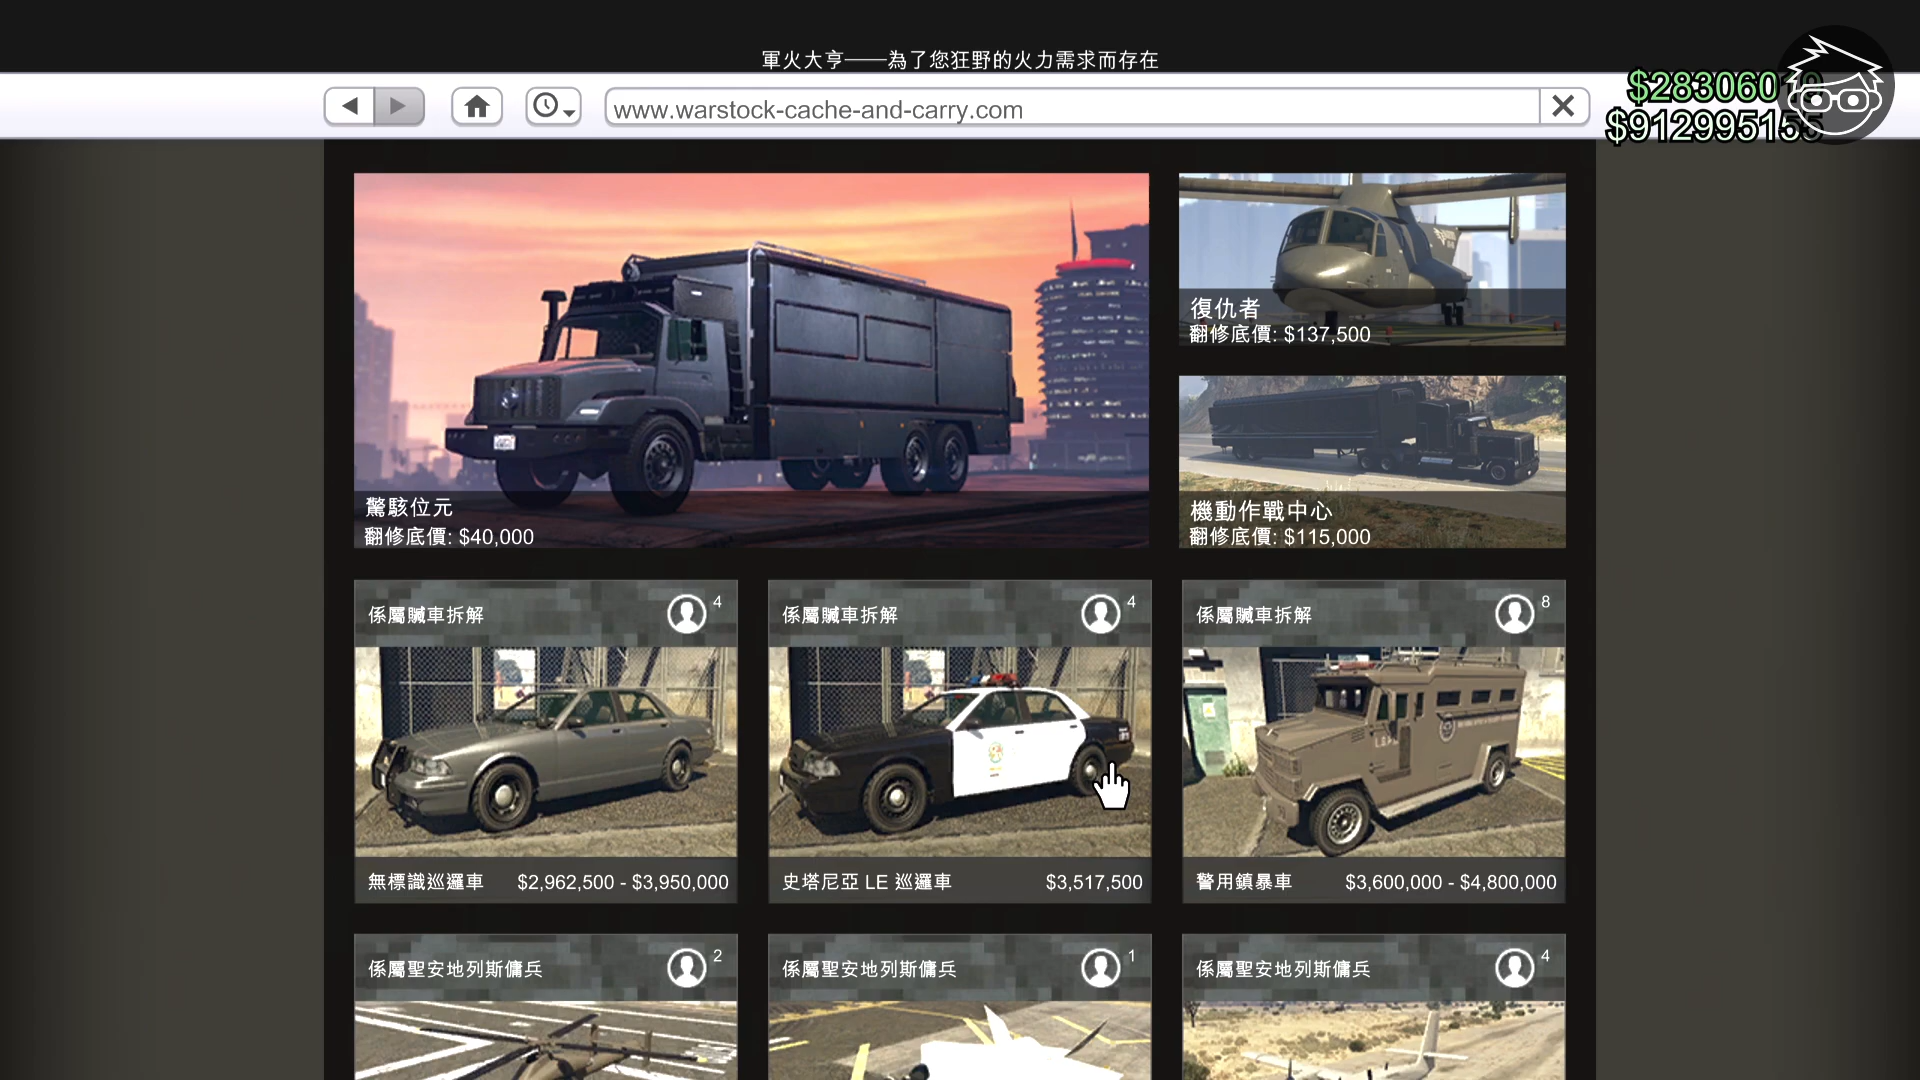 軍火大亨——為了您狂野的火力需求而存在
www.warstock-cache-and-carry.com
$28306019
$912995155
復仇者
翻修底價: $137,500
驚駭位元
翻修底價: $40,000
機動作戰中心
翻修底價: $115,000
係屬贓車拆解 4
係屬贓車拆解 4
係屬贓車拆解 8
無標識巡邏車 $2,962,500 - $3,950,000
史塔尼亞 LE 巡邏車 $3,517,500
警用鎮暴車 $3,600,000 - $4,800,000
係屬聖安地列斯傭兵 2
係屬聖安地列斯傭兵 1
係屬聖安地列斯傭兵 4